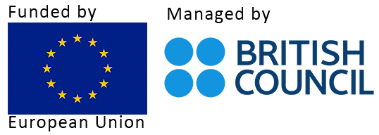 Funded by
European Union
Managed by
BRITISH
COUNCIL